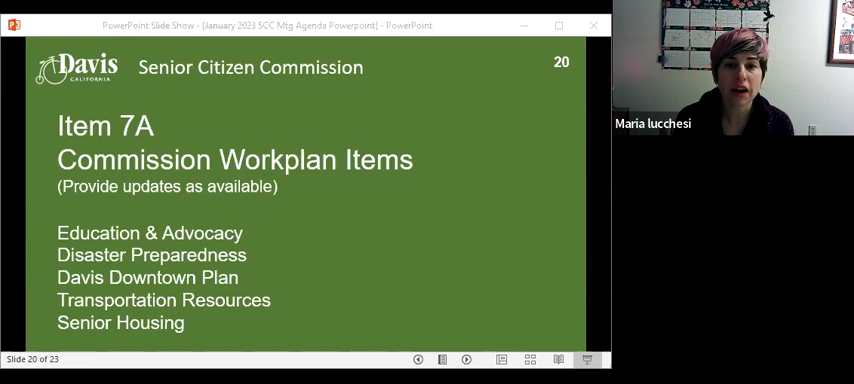 PowerPoint Slide Show - [January 2023 SCC Mtg Agenda Powerpoint] - PowerPoint
Davis
CALIFORNIA
Senior Citizen Commission
20
Item 7A
Commission Workplan Items
(Provide updates as available)
Education & Advocacy
Disaster Preparedness
Davis Downtown Plan
Transportation Resources
Senior Housing
Slide 20 of 23
Maria lucchesi